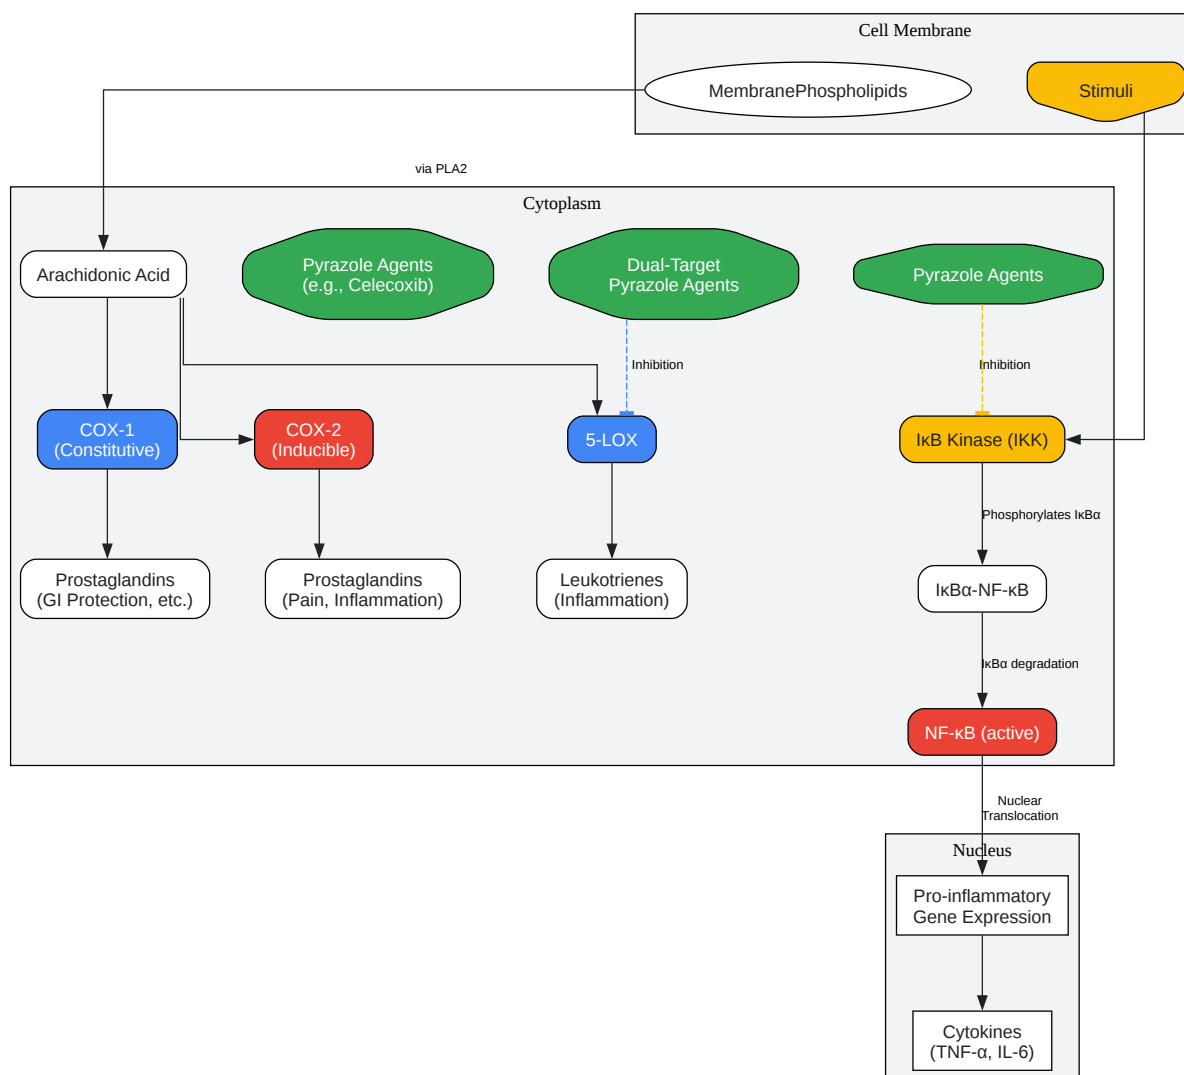 Cell Membrane
MembranePhospholipids
Stimuli
via PLA2
Cytoplasm
Arachidonic Acid
Pyrazole Agents
(e.g., Celecoxib)
Dual-Target
Pyrazole Agents
Pyrazole Agents
Inhibition
Inhibition
COX-1
(Constitutive)
COX-2
(Inducible)
5-LOX
IκB Kinase (IKK)
Phosphorylates IκBα
Prostaglandins
(GI Protection, etc.)
Prostaglandins
(Pain, Inflammation)
Leukotrienes
(Inflammation)
IκBα-NF-κB
IκBα degradation
NF-κB (active)
Nuclear
Translocation
Nucleus
Pro-inflammatory
Gene Expression
Cytokines
(TNF-α, IL-6)